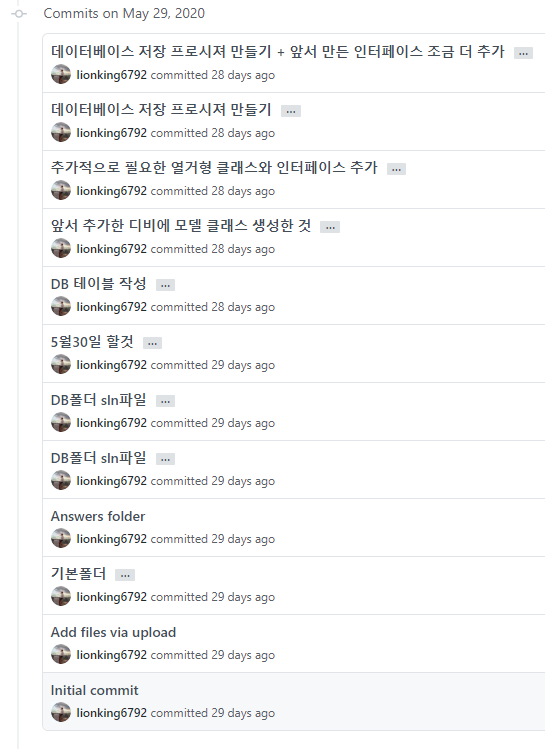 Commits on May 29, 2020
데이터베이스 저장 프로시져 만들기 + 앞서 만든 인터페이스 조금 더 추가 ...
lionking6792 committed 28 days ago
데이터베이스 저장 프로시져 만들기 ...
lionking6792 committed 28 days ago
추가적으로 필요한 열거형 클래스와 인터페이스 추가 ...
lionking6792 committed 28 days ago
앞서 추가한 디비에 모델 클래스 생성한 것 ...
lionking6792 committed 28 days ago
DB 테이블 작성 ...
lionking6792 committed 28 days ago
5월30일 할것 ...
lionking6792 committed 29 days ago
DB폴더 sln파일 ...
lionking6792 committed 29 days ago
DB폴더 sln파일 ...
lionking6792 committed 29 days ago
Answers folder
lionking6792 committed 29 days ago
기본폴더 ...
lionking6792 committed 29 days ago
Add files via upload
lionking6792 committed 29 days ago
Initial commit
lionking6792 committed 29 days ago